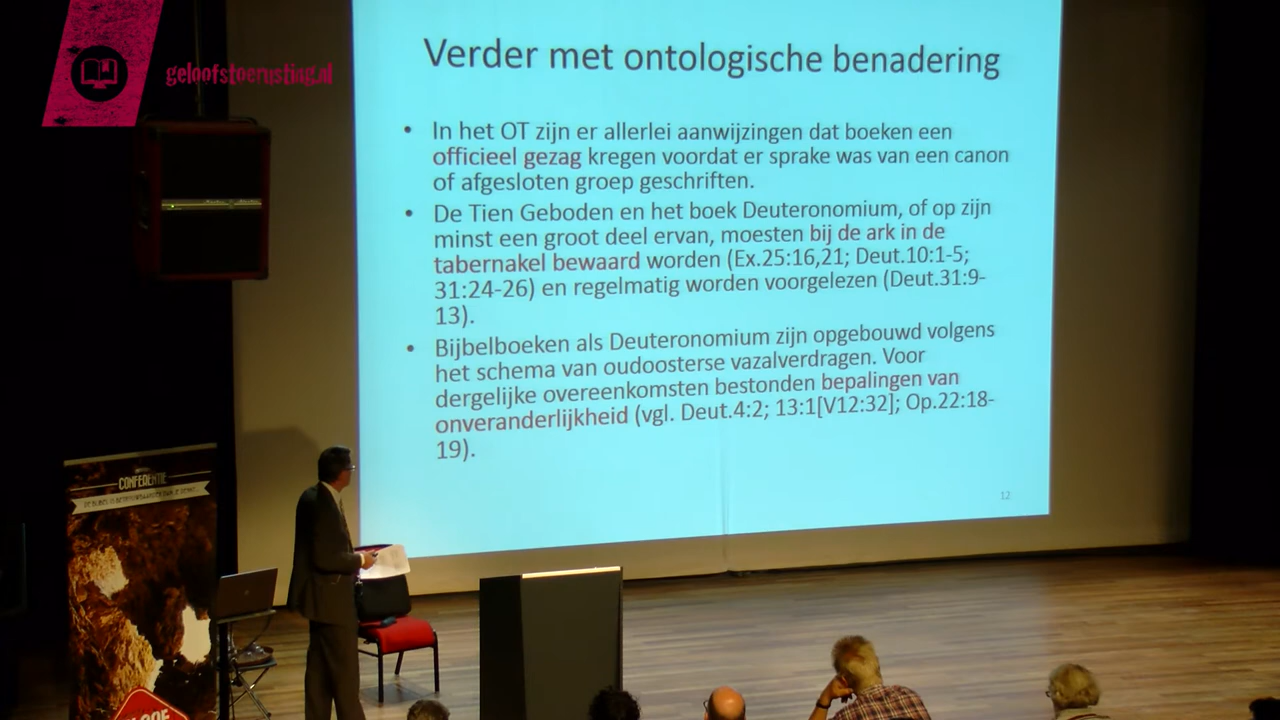 geloofstoerusting.nl
Verder met ontologische benadering
• In het OT zijn er allerlei aanwijzingen dat boeken een
officieel gezag kregen voordat er sprake was van een canon
of afgesloten groep geschriften.
• De Tien Geboden en het boek Deuteronomium, of op zijn
minst een groot deel ervan, moesten bij de ark in de
tabernakel bewaard worden (Ex.25:16,21; Deut.10:1-5;
31:24-26) en regelmatig worden voorgelezen (Deut.31:9-
13).
• Bijbelboeken als Deuteronomium zijn opgebouwd volgens
het schema van oudoosterse vazalverdragen. Voor
dergelijke overeenkomsten bestonden bepalingen van
onveranderlijkheid (vgl. Deut.4:2; 13:1[V12:32]; Op.22:18-
19).
12
CONFERENTIE